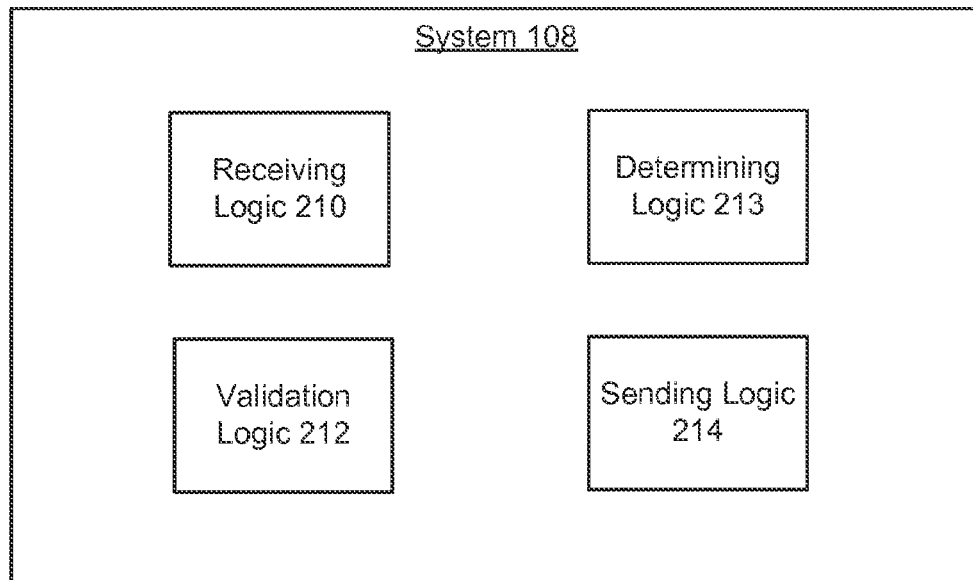 System 108
Receiving
Logic 210
Determining
Logic 213
Validation
Logic 212
Sending Logic
214